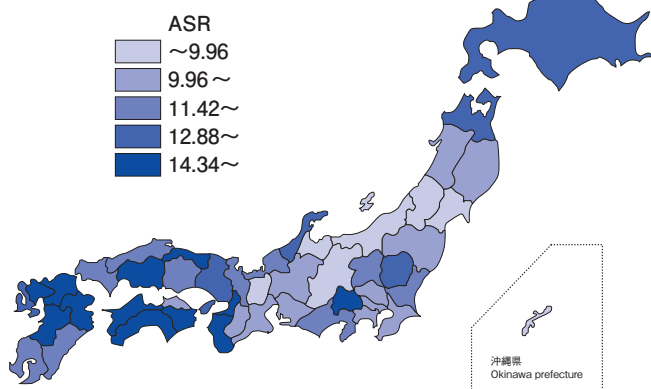 ASR
～9.96
9.96～
11.42～
12.88～
14.34～
沖縄県
Okinawa prefecture